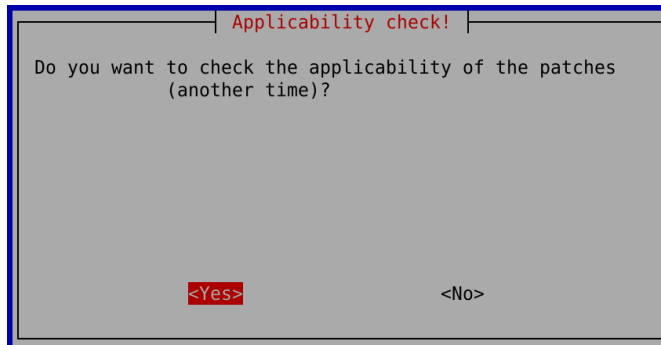 Applicability check!
Do you want to check the applicability of the patches
(another time)?
<Yes> <No>